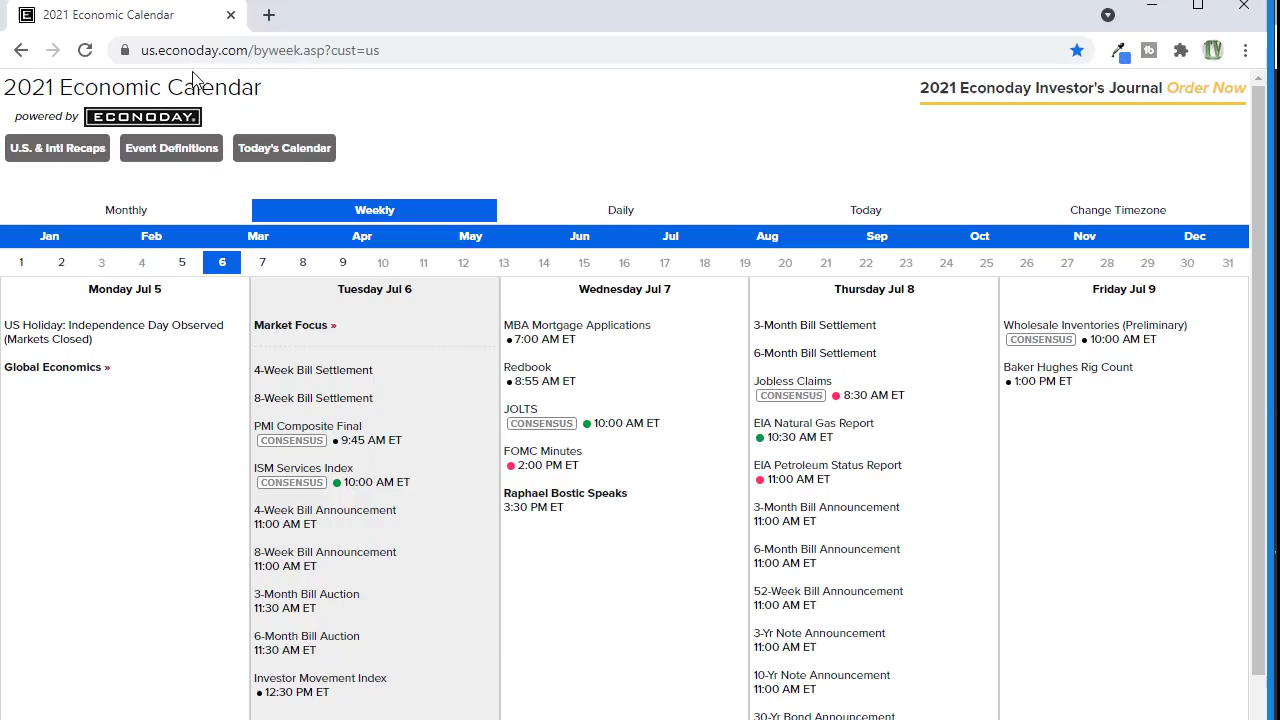 2021 Economic Calendar
us.econoday.com/byweek.asp?cust=us
2021 Economic Calendar
2021 Econoday Investor's Journal Order Now
powered by ECONODAY.
U.S. & Intl Recaps Event Definitions Today's Calendar
Monthly Weekly Daily Today Change Timezone
Jan Feb Mar Apr May Jun Jul Aug Sep Oct Nov Dec
1 2 3 4 5 6 7 8 9 10 11 12 13 14 15 16 17 18 19 20 21 22 23 24 25 26 27 28 29 30 31
Monday Jul 5
US Holiday: Independence Day Observed
(Markets Closed)
Global Economics »
Tuesday Jul 6
Market Focus »
4-Week Bill Settlement
8-Week Bill Settlement
PMI Composite Final
CONSENSUS • 9:45 AM ET
ISM Services Index
CONSENSUS • 10:00 AM ET
4-Week Bill Announcement
11:00 AM ET
8-Week Bill Announcement
11:00 AM ET
3-Month Bill Auction
11:30 AM ET
6-Month Bill Auction
11:30 AM ET
Investor Movement Index
• 12:30 PM ET
Wednesday Jul 7
MBA Mortgage Applications
• 7:00 AM ET
Redbook
• 8:55 AM ET
JOLTS
CONSENSUS • 10:00 AM ET
FOMC Minutes
• 2:00 PM ET
Raphael Bostic Speaks
3:30 PM ET
Thursday Jul 8
3-Month Bill Settlement
6-Month Bill Settlement
Jobless Claims
CONSENSUS • 8:30 AM ET
EIA Natural Gas Report
• 10:30 AM ET
EIA Petroleum Status Report
• 11:00 AM ET
3-Month Bill Announcement
11:00 AM ET
6-Month Bill Announcement
11:00 AM ET
52-Week Bill Announcement
11:00 AM ET
3-Yr Note Announcement
11:00 AM ET
10-Yr Note Announcement
11:00 AM ET
30-Yr Bond Announcement
Friday Jul 9
Wholesale Inventories (Preliminary)
CONSENSUS • 10:00 AM ET
Baker Hughes Rig Count
• 1:00 PM ET